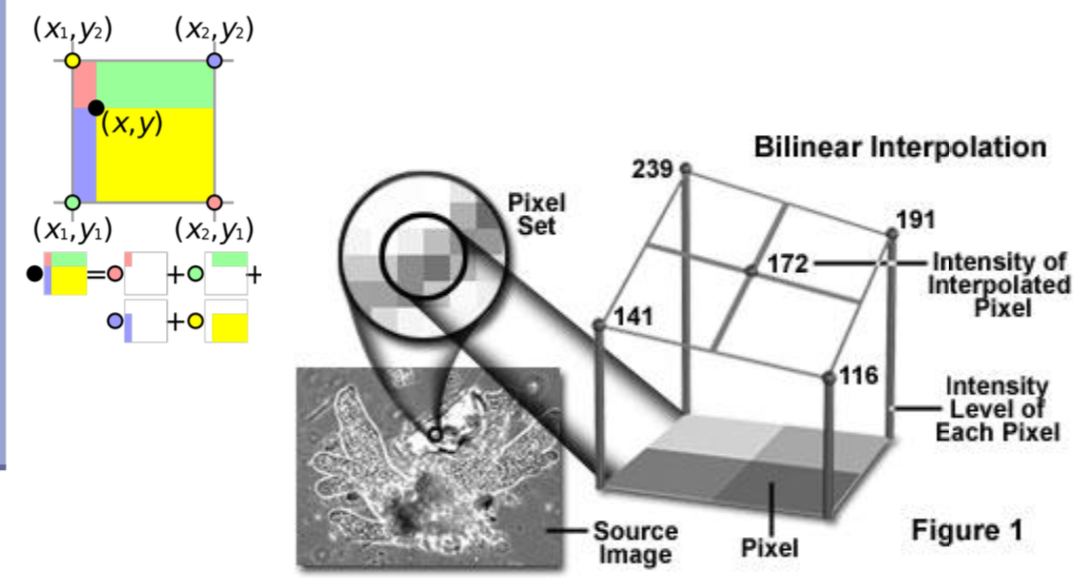 (x₁,y₂) (x₂,y₂)
(x,y)
(x₁,y₁) (x₂,y₁)
= + +
+
Bilinear Interpolation
239
191
172
141
116
Pixel
Set
Intensity of
Interpolated
Pixel
Intensity
Level of
Each Pixel
Source
Image
Pixel
Figure 1